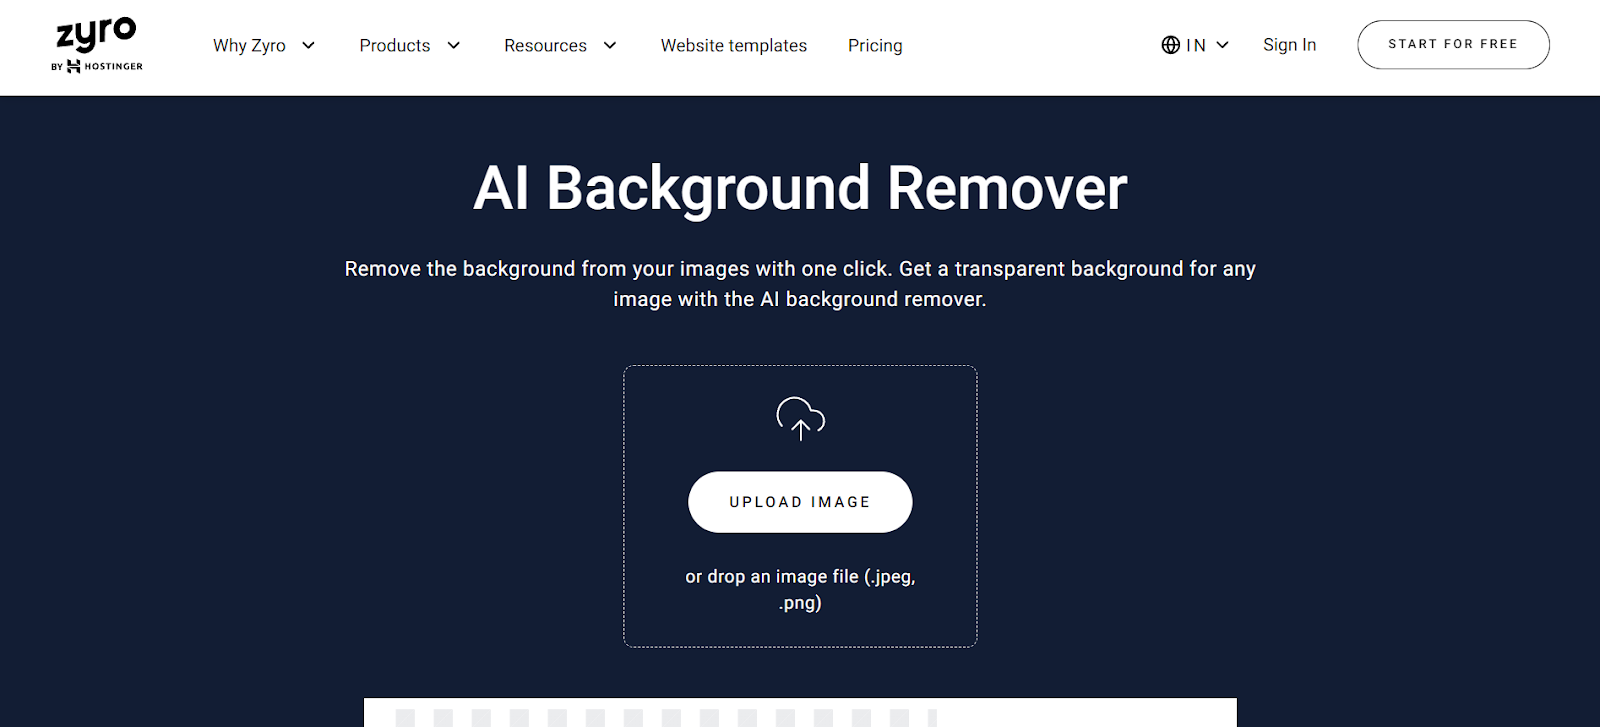 zyro
BY HOSTINGER
Why Zyro
Products
Resources
Website templates
Pricing
IN
Sign In
START FOR FREE
AI Background Remover
Remove the background from your images with one click. Get a transparent background for any
image with the AI background remover.
UPLOAD IMAGE
or drop an image file (.jpeg,
.png)